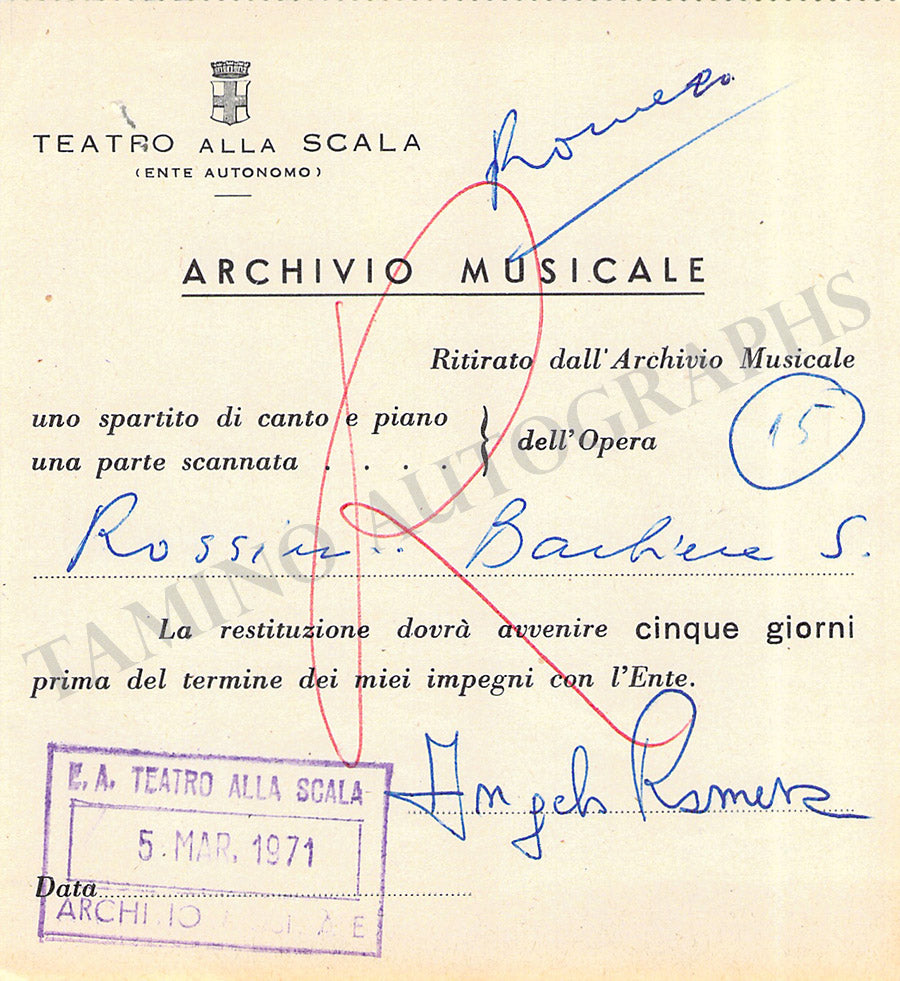 Romero
TEATRO ALLA SCALA
(ENTE AUTONOMO)
ARCHIVIO MUSICALE
Ritirato dall'Archivio Musicale
uno spartito di canto e piano
una parte scannata . . . . } dell'Opera
15
Rossini . Barbiere S.
La restituzione dovrà avvenire cinque giorni
prima del termine dei miei impegni con l'Ente.
Angelo Romero
E. A. TEATRO ALLA SCALA
5. MAR. 1971
Data
ARCHIVIO MUSICALE
TAMINO AUTOGRAPHS